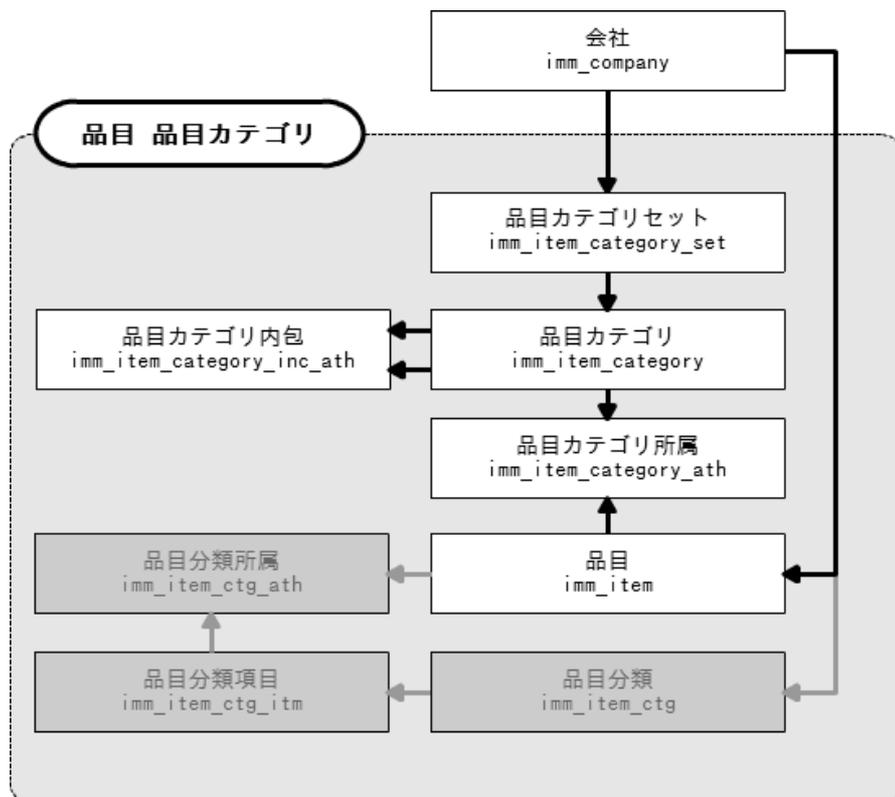 会社
imm_company
品目 品目カテゴリ
品目カテゴリセット
imm_item_category_set
品目カテゴリ内包
imm_item_category_inc_ath
品目カテゴリ
imm_item_category
品目カテゴリ所属
imm_item_category_ath
品目分類所属
imm_item_ctg_ath
品目
imm_item
品目分類項目
imm_item_ctg_itm
品目分類
imm_item_ctg